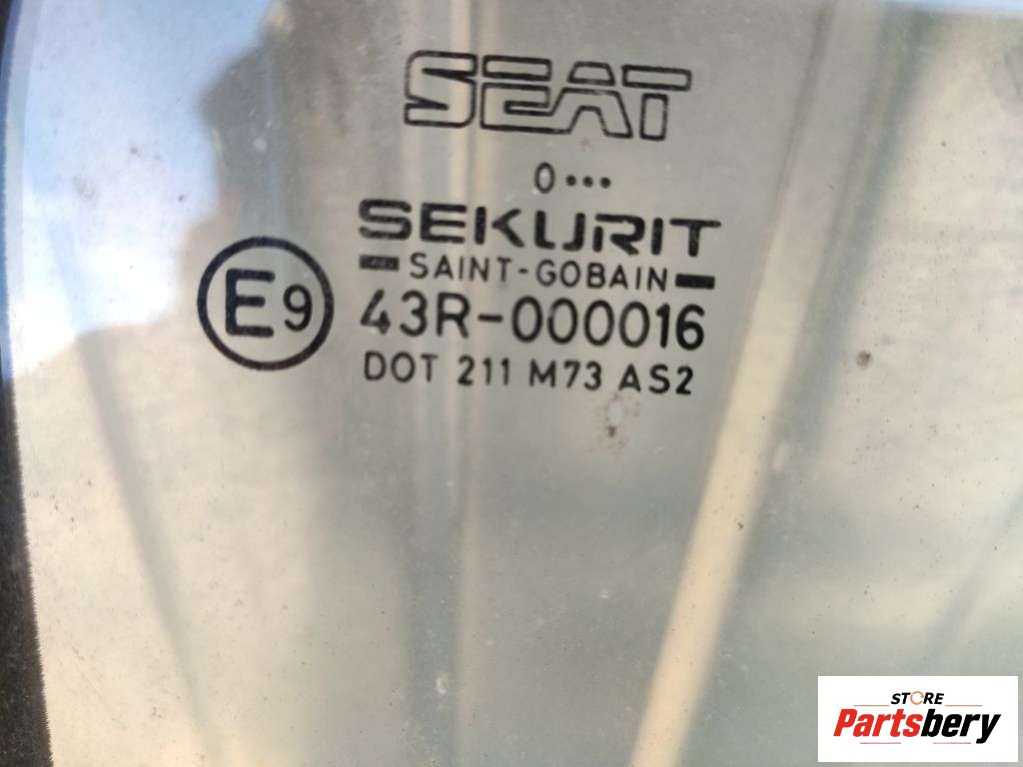 SEAT
0•••
SEKURIT
SAINT-GOBAIN
E9
43R-000016
DOT 211 M73 AS2
STORE
Partsbery